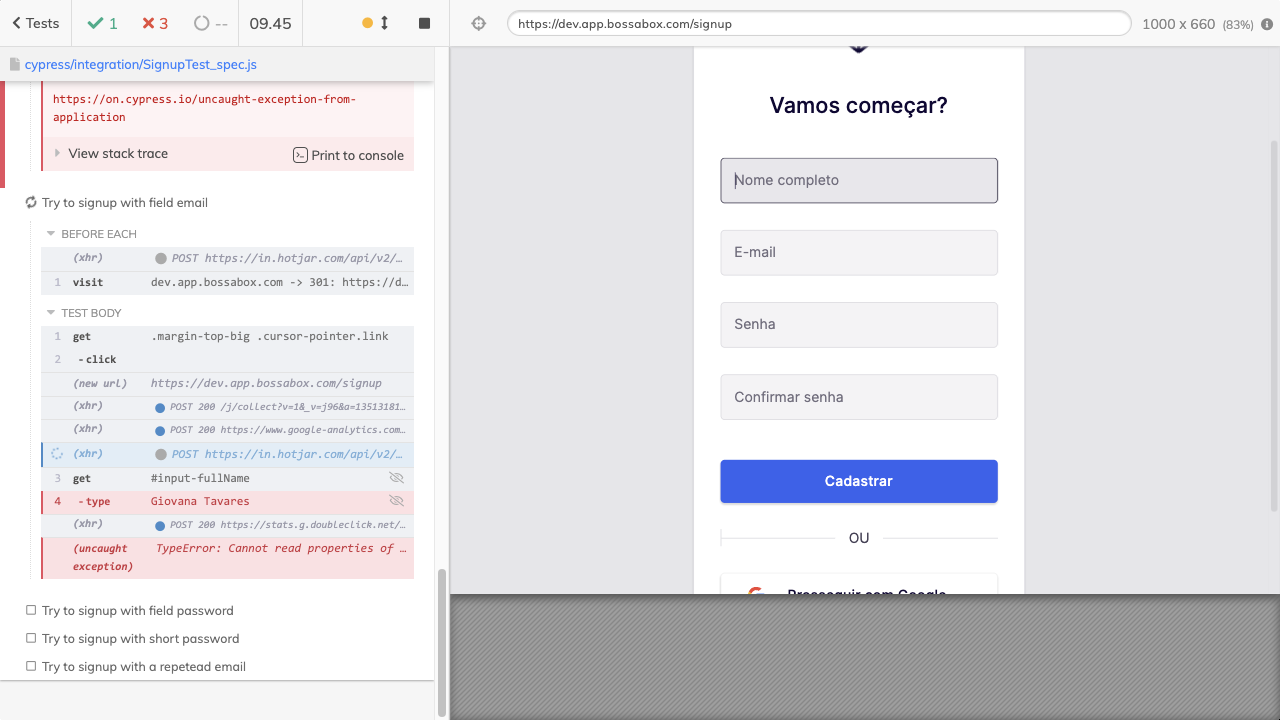 Tests
1
3
--
09.45
https://dev.app.bossabox.com/signup
1000 x 660 (83%)
cypress/integration/SignupTest_spec.js
https://on.cypress.io/uncaught-exception-from-
application
View stack trace
Print to console
Try to signup with field email
BEFORE EACH
(xhr) POST https://in.hotjar.com/api/v2/…
1 visit dev.app.bossabox.com -> 301: https://d…
TEST BODY
1 get .margin-top-big .cursor-pointer.link
2 -click
(new url) https://dev.app.bossabox.com/signup
(xhr) POST 200 /j/collect?v=1&_v=j96&a=13513181…
(xhr) POST 200 https://www.google-analytics.com…
(xhr) POST https://in.hotjar.com/api/v2/…
3 get #input-fullName
4 -type Giovana Tavares
(xhr) POST 200 https://stats.g.doubleclick.net/…
(uncaught TypeError: Cannot read properties of …
exception)
Try to signup with field password
Try to signup with short password
Try to signup with a repetead email
Vamos começar?
Nome completo
E-mail
Senha
Confirmar senha
Cadastrar
OU
Prosseguir com Google